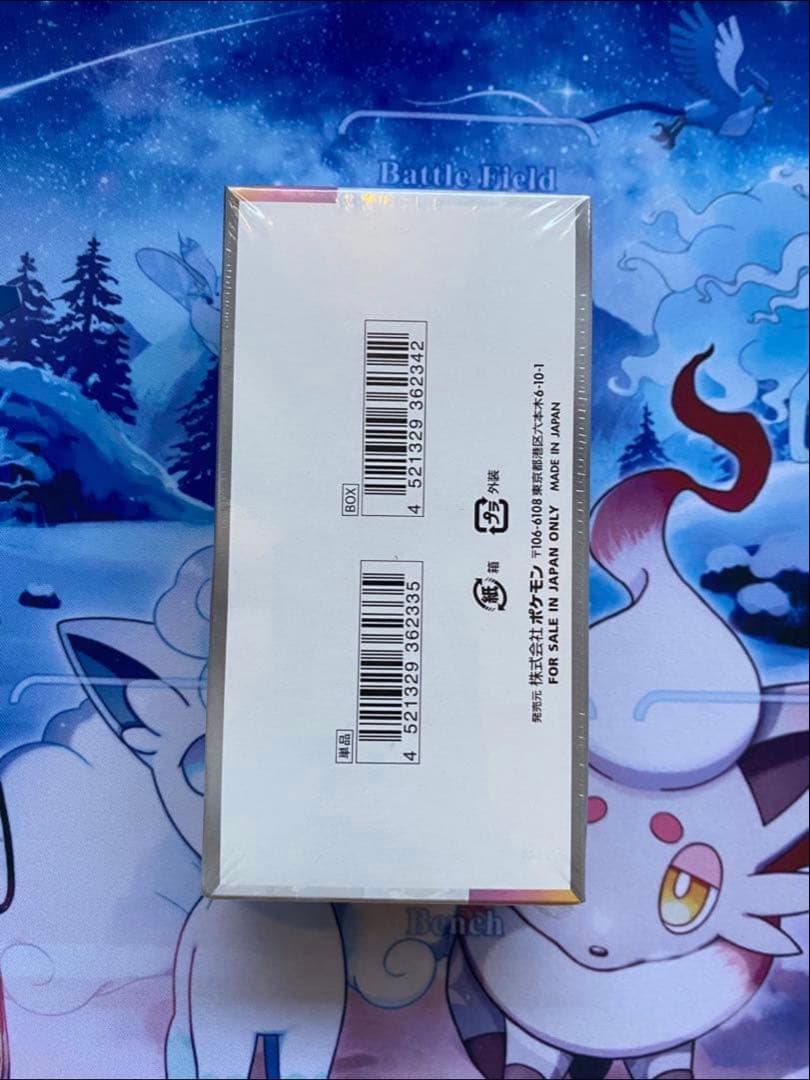 Battle Field
BOX
4 521329 362342
単品
4 521329 362335
プラ 外装
紙 箱
発売元 株式会社 ポケモン 〒106-6108 東京都港区六本木6-10-1
FOR SALE IN JAPAN ONLY MADE IN JAPAN
Bench